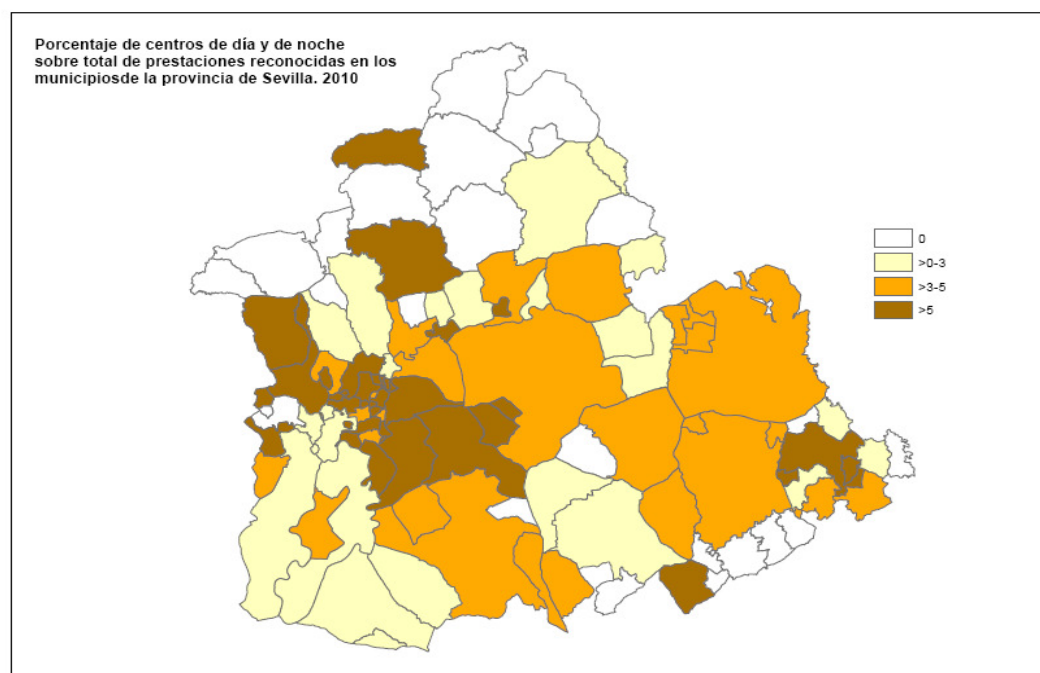 Porcentaje de centros de día y de noche
sobre total de prestaciones reconocidas en los
municipiosde la provincia de Sevilla. 2010
0
>0-3
>3-5
>5